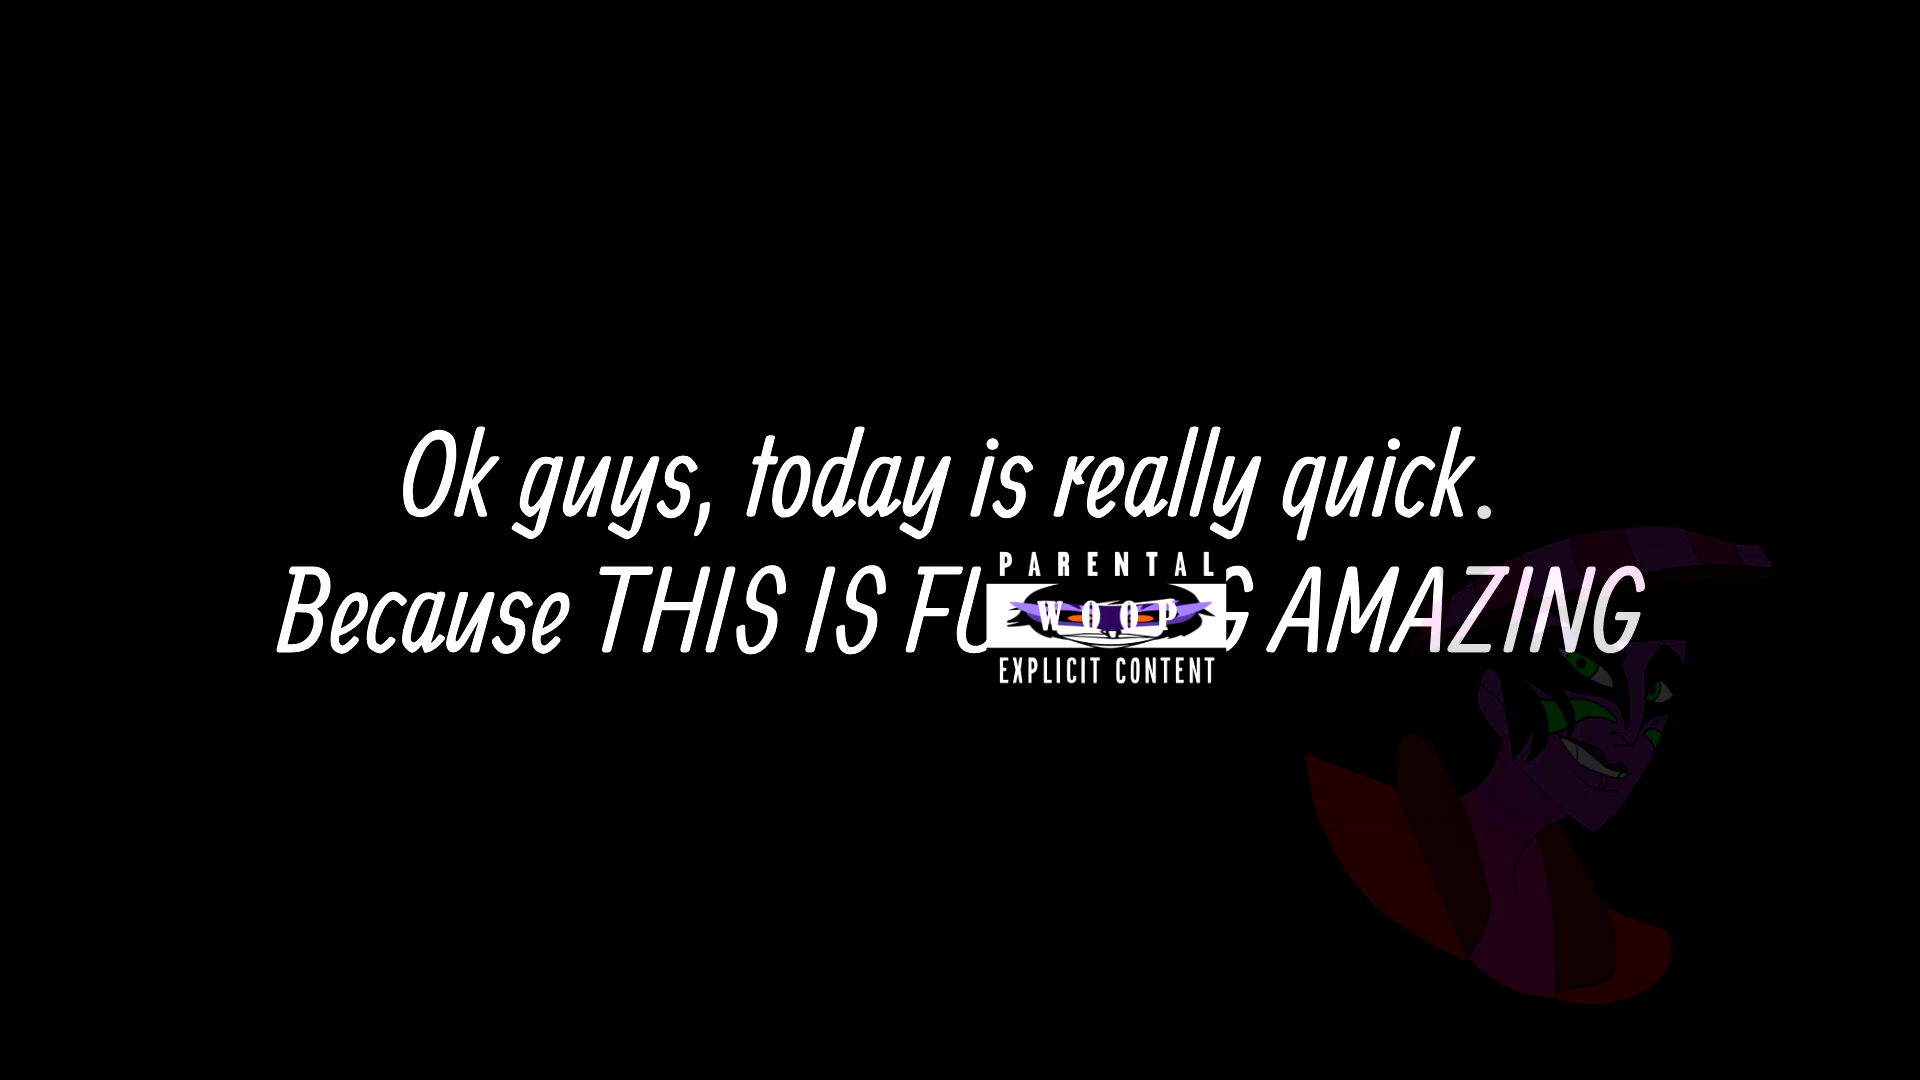 Ok guys, today is really quick.
Because THIS IS FU G AMAZING
PARENTAL
WOOP
EXPLICIT CONTENT